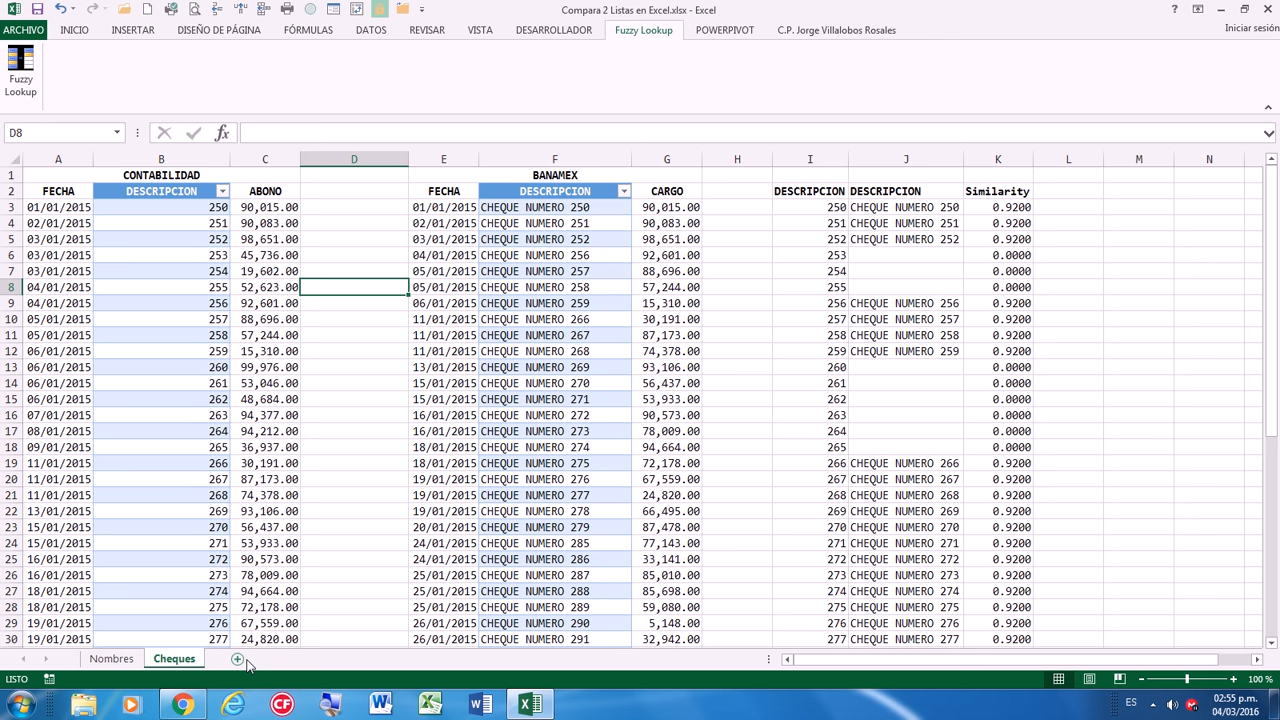 Compara 2 Listas en Excel.xlsx - Excel
ARCHIVO INICIO INSERTAR DISEÑO DE PÁGINA FÓRMULAS DATOS REVISAR VISTA DESARROLLADOR Fuzzy Lookup POWERPIVOT C.P. Jorge Villalobos Rosales Iniciar sesión
Fuzzy
Lookup
D8 fx
A B C D E F G H I J K L M N
1 CONTABILIDAD BANAMEX
2 FECHA DESCRIPCION ABONO FECHA DESCRIPCION CARGO DESCRIPCION DESCRIPCION Similarity
3 01/01/2015 250 90,015.00 01/01/2015 CHEQUE NUMERO 250 90,015.00 250 CHEQUE NUMERO 250 0.9200
4 02/01/2015 251 90,083.00 02/01/2015 CHEQUE NUMERO 251 90,083.00 251 CHEQUE NUMERO 251 0.9200
5 03/01/2015 252 98,651.00 03/01/2015 CHEQUE NUMERO 252 98,651.00 252 CHEQUE NUMERO 252 0.9200
6 03/01/2015 253 45,736.00 04/01/2015 CHEQUE NUMERO 256 92,601.00 253 0.0000
7 03/01/2015 254 19,602.00 05/01/2015 CHEQUE NUMERO 257 88,696.00 254 0.0000
8 04/01/2015 255 52,623.00 05/01/2015 CHEQUE NUMERO 258 57,244.00 255 0.0000
9 04/01/2015 256 92,601.00 06/01/2015 CHEQUE NUMERO 259 15,310.00 256 CHEQUE NUMERO 256 0.9200
10 05/01/2015 257 88,696.00 11/01/2015 CHEQUE NUMERO 266 30,191.00 257 CHEQUE NUMERO 257 0.9200
11 05/01/2015 258 57,244.00 11/01/2015 CHEQUE NUMERO 267 87,173.00 258 CHEQUE NUMERO 258 0.9200
12 06/01/2015 259 15,310.00 11/01/2015 CHEQUE NUMERO 268 74,378.00 259 CHEQUE NUMERO 259 0.9200
13 06/01/2015 260 99,976.00 13/01/2015 CHEQUE NUMERO 269 93,106.00 260 0.0000
14 06/01/2015 261 53,046.00 15/01/2015 CHEQUE NUMERO 270 56,437.00 261 0.0000
15 06/01/2015 262 48,684.00 15/01/2015 CHEQUE NUMERO 271 53,933.00 262 0.0000
16 07/01/2015 263 94,377.00 16/01/2015 CHEQUE NUMERO 272 90,573.00 263 0.0000
17 08/01/2015 264 94,212.00 16/01/2015 CHEQUE NUMERO 273 78,009.00 264 0.0000
18 09/01/2015 265 36,937.00 18/01/2015 CHEQUE NUMERO 274 94,664.00 265 0.0000
19 11/01/2015 266 30,191.00 18/01/2015 CHEQUE NUMERO 275 72,178.00 266 CHEQUE NUMERO 266 0.9200
20 11/01/2015 267 87,173.00 19/01/2015 CHEQUE NUMERO 276 67,559.00 267 CHEQUE NUMERO 267 0.9200
21 11/01/2015 268 74,378.00 19/01/2015 CHEQUE NUMERO 277 24,820.00 268 CHEQUE NUMERO 268 0.9200
22 13/01/2015 269 93,106.00 19/01/2015 CHEQUE NUMERO 278 66,495.00 269 CHEQUE NUMERO 269 0.9200
23 15/01/2015 270 56,437.00 20/01/2015 CHEQUE NUMERO 279 87,478.00 270 CHEQUE NUMERO 270 0.9200
24 15/01/2015 271 53,933.00 24/01/2015 CHEQUE NUMERO 285 77,143.00 271 CHEQUE NUMERO 271 0.9200
25 16/01/2015 272 90,573.00 24/01/2015 CHEQUE NUMERO 286 33,141.00 272 CHEQUE NUMERO 272 0.9200
26 16/01/2015 273 78,009.00 25/01/2015 CHEQUE NUMERO 287 85,010.00 273 CHEQUE NUMERO 273 0.9200
27 18/01/2015 274 94,664.00 25/01/2015 CHEQUE NUMERO 288 85,698.00 274 CHEQUE NUMERO 274 0.9200
28 18/01/2015 275 72,178.00 25/01/2015 CHEQUE NUMERO 289 59,080.00 275 CHEQUE NUMERO 275 0.9200
29 19/01/2015 276 67,559.00 26/01/2015 CHEQUE NUMERO 290 5,148.00 276 CHEQUE NUMERO 276 0.9200
30 19/01/2015 277 24,820.00 26/01/2015 CHEQUE NUMERO 291 32,942.00 277 CHEQUE NUMERO 277 0.9200
Nombres Cheques
LISTO 100 %
ES 02:55 p.m.
04/03/2016